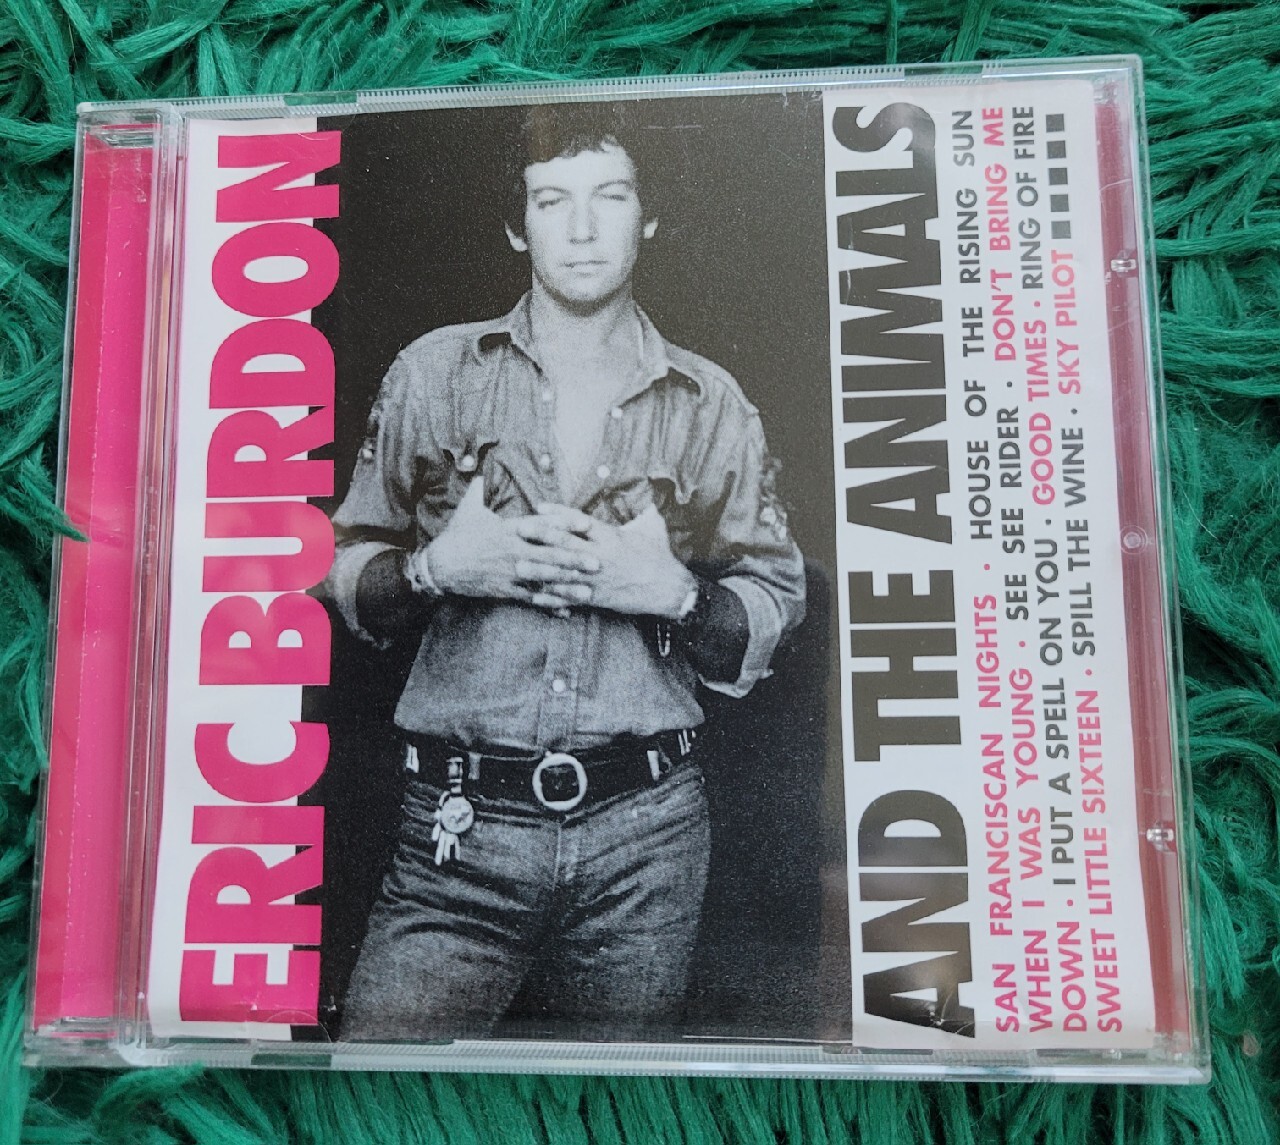 ERIC BURDON
AND THE ANIMALS
SAN FRANCISCAN NIGHTS · HOUSE OF THE RISING SUN
WHEN I WAS YOUNG · SEE SEE RIDER · DON'T BRING ME
DOWN · I PUT A SPELL ON YOU · GOOD TIMES · RING OF FIRE
SWEET LITTLE SIXTEEN · SPILL THE WINE · SKY PILOT ■ ■ ■ ■ ■